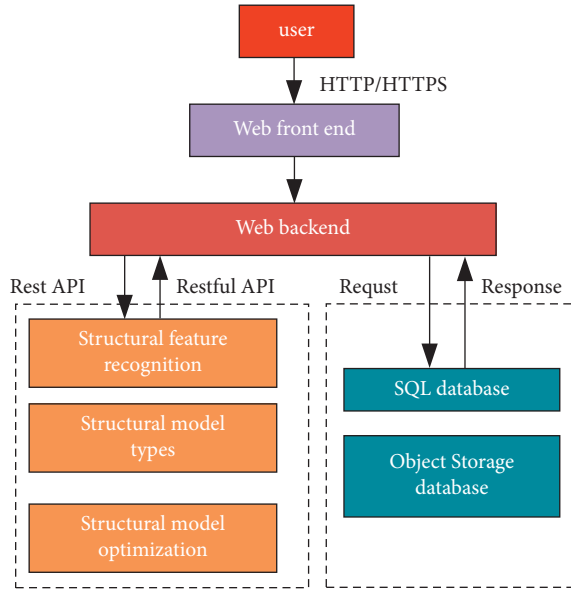 user
HTTP/HTTPS
Web front end
Web backend
Rest API
Restful API
Requst
Response
Structural feature
recognition
Structural model
types
Structural model
optimization
SQL database
Object Storage
database